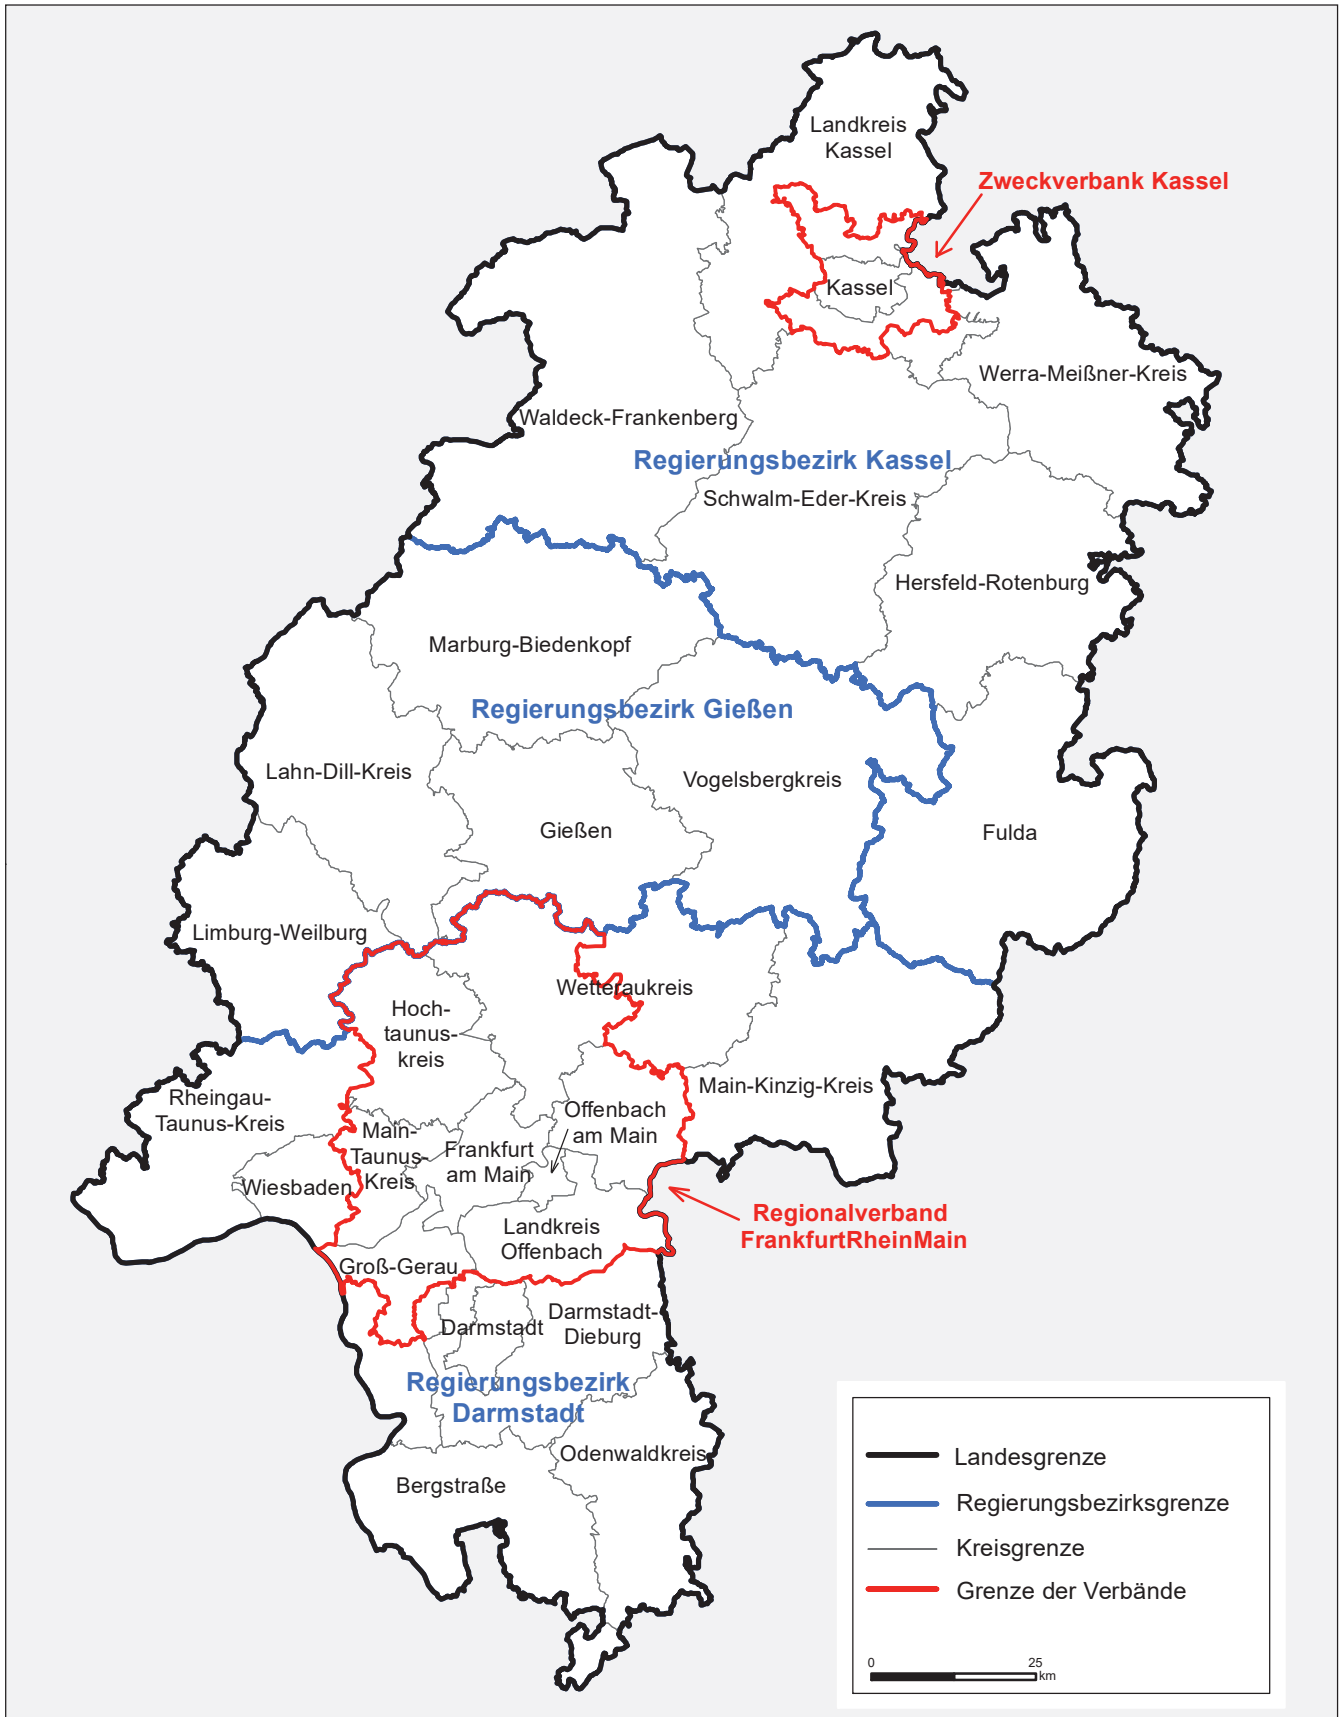 Landkreis
Kassel
Zweckverbank Kassel
Kassel
Werra-Meißner-Kreis
Waldeck-Frankenberg
Regierungsbezirk Kassel
Schwalm-Eder-Kreis
Hersfeld-Rotenburg
Marburg-Biedenkopf
Regierungsbezirk Gießen
Lahn-Dill-Kreis
Vogelsbergkreis
Gießen
Fulda
Limburg-Weilburg
Wetteraukreis
Hoch-
taunus-
kreis
Main-Kinzig-Kreis
Rheingau-
Taunus-Kreis
Offenbach
am Main
Main-
Taunus-
Kreis
Frankfurt
am Main
Wiesbaden
Regionalverband
FrankfurtRheinMain
Landkreis
Offenbach
Groß-Gerau
Darmstadt
Darmstadt-
Dieburg
Regierungsbezirk
Darmstadt
Odenwaldkreis
Bergstraße
Landesgrenze
Regierungsbezirksgrenze
Kreisgrenze
Grenze der Verbände
0 25
km